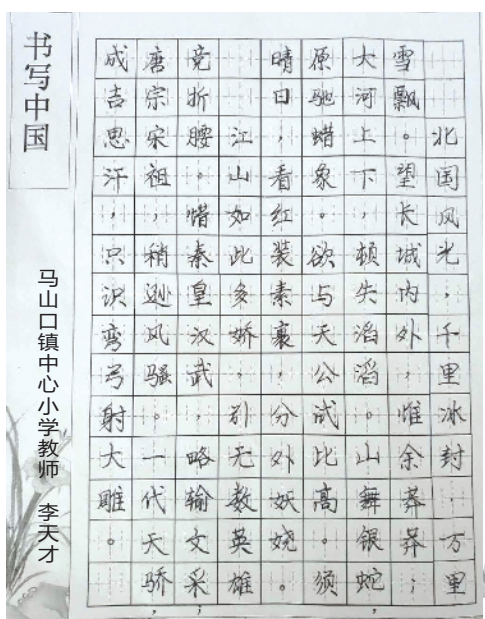 北国风光，千里冰封，万里
雪飘。望长城内外，惟余莽莽；
大河上下，顿失滔滔。山舞银蛇，
原驰蜡象。欲与天公试比高。须
晴日，看红装素裹，分外妖娆。
江山如此多娇，引无数英雄
竞折腰。惜秦皇汉武，略输文采；
唐宗宋祖，稍逊风骚。一代天骄，
成吉思汗，只识弯弓射大雕。
书写中国
马山口镇中心小学教师 李天才